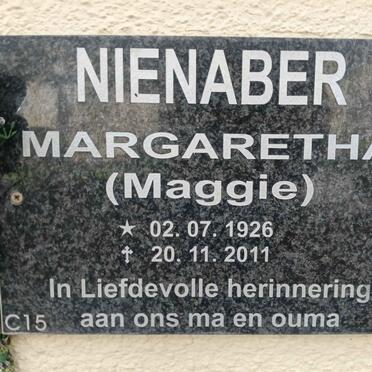 NIENABER
MARGARETHA
(Maggie)
★ 02. 07. 1926
✝ 20. 11. 2011
In Liefdevolle herinnering
aan ons ma en ouma
C15